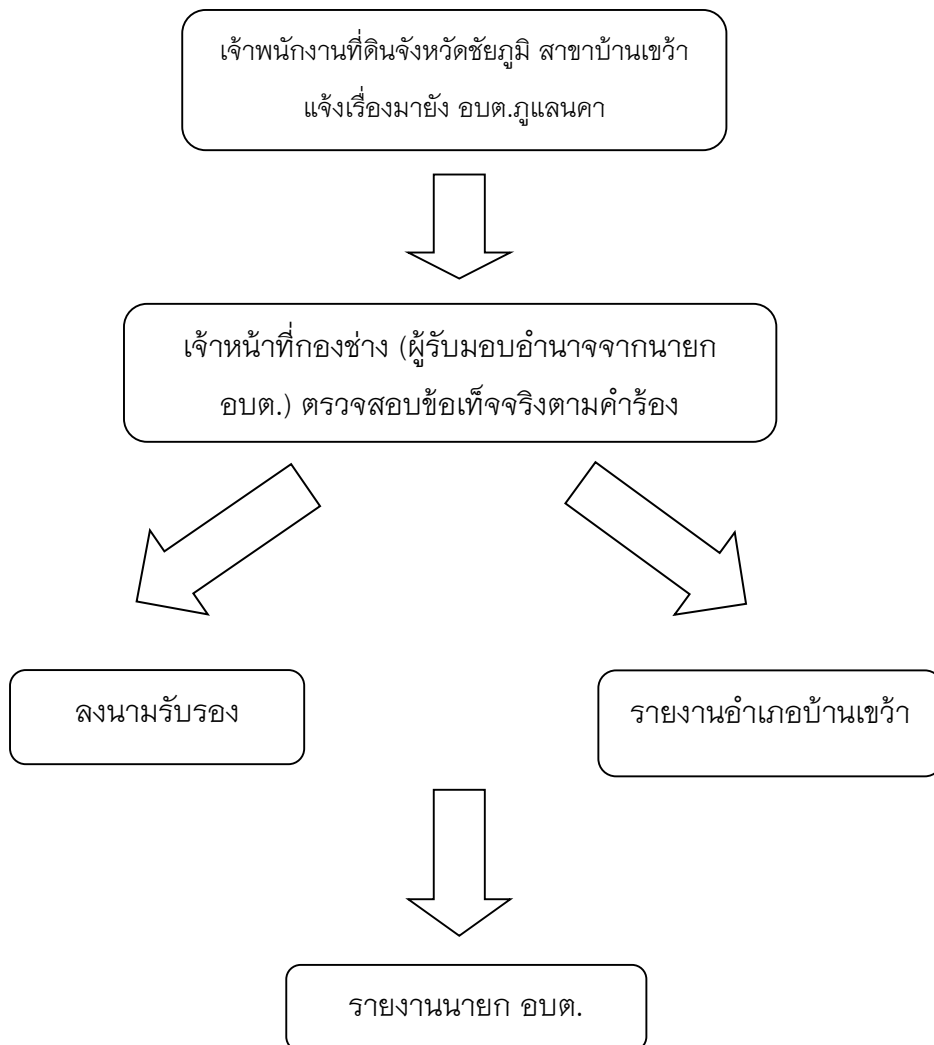 เจ้าพนักงานที่ดินจังหวัดชัยภูมิ สาขาบ้านเขว้า
แจ้งเรื่องมายัง อบต.ภูแลนคา
เจ้าหน้าที่กองช่าง (ผู้รับมอบอำนาจจากนายก
อบต.) ตรวจสอบข้อเท็จจริงตามคำร้อง
ลงนามรับรอง
รายงานอำเภอบ้านเขว้า
รายงานนายก อบต.